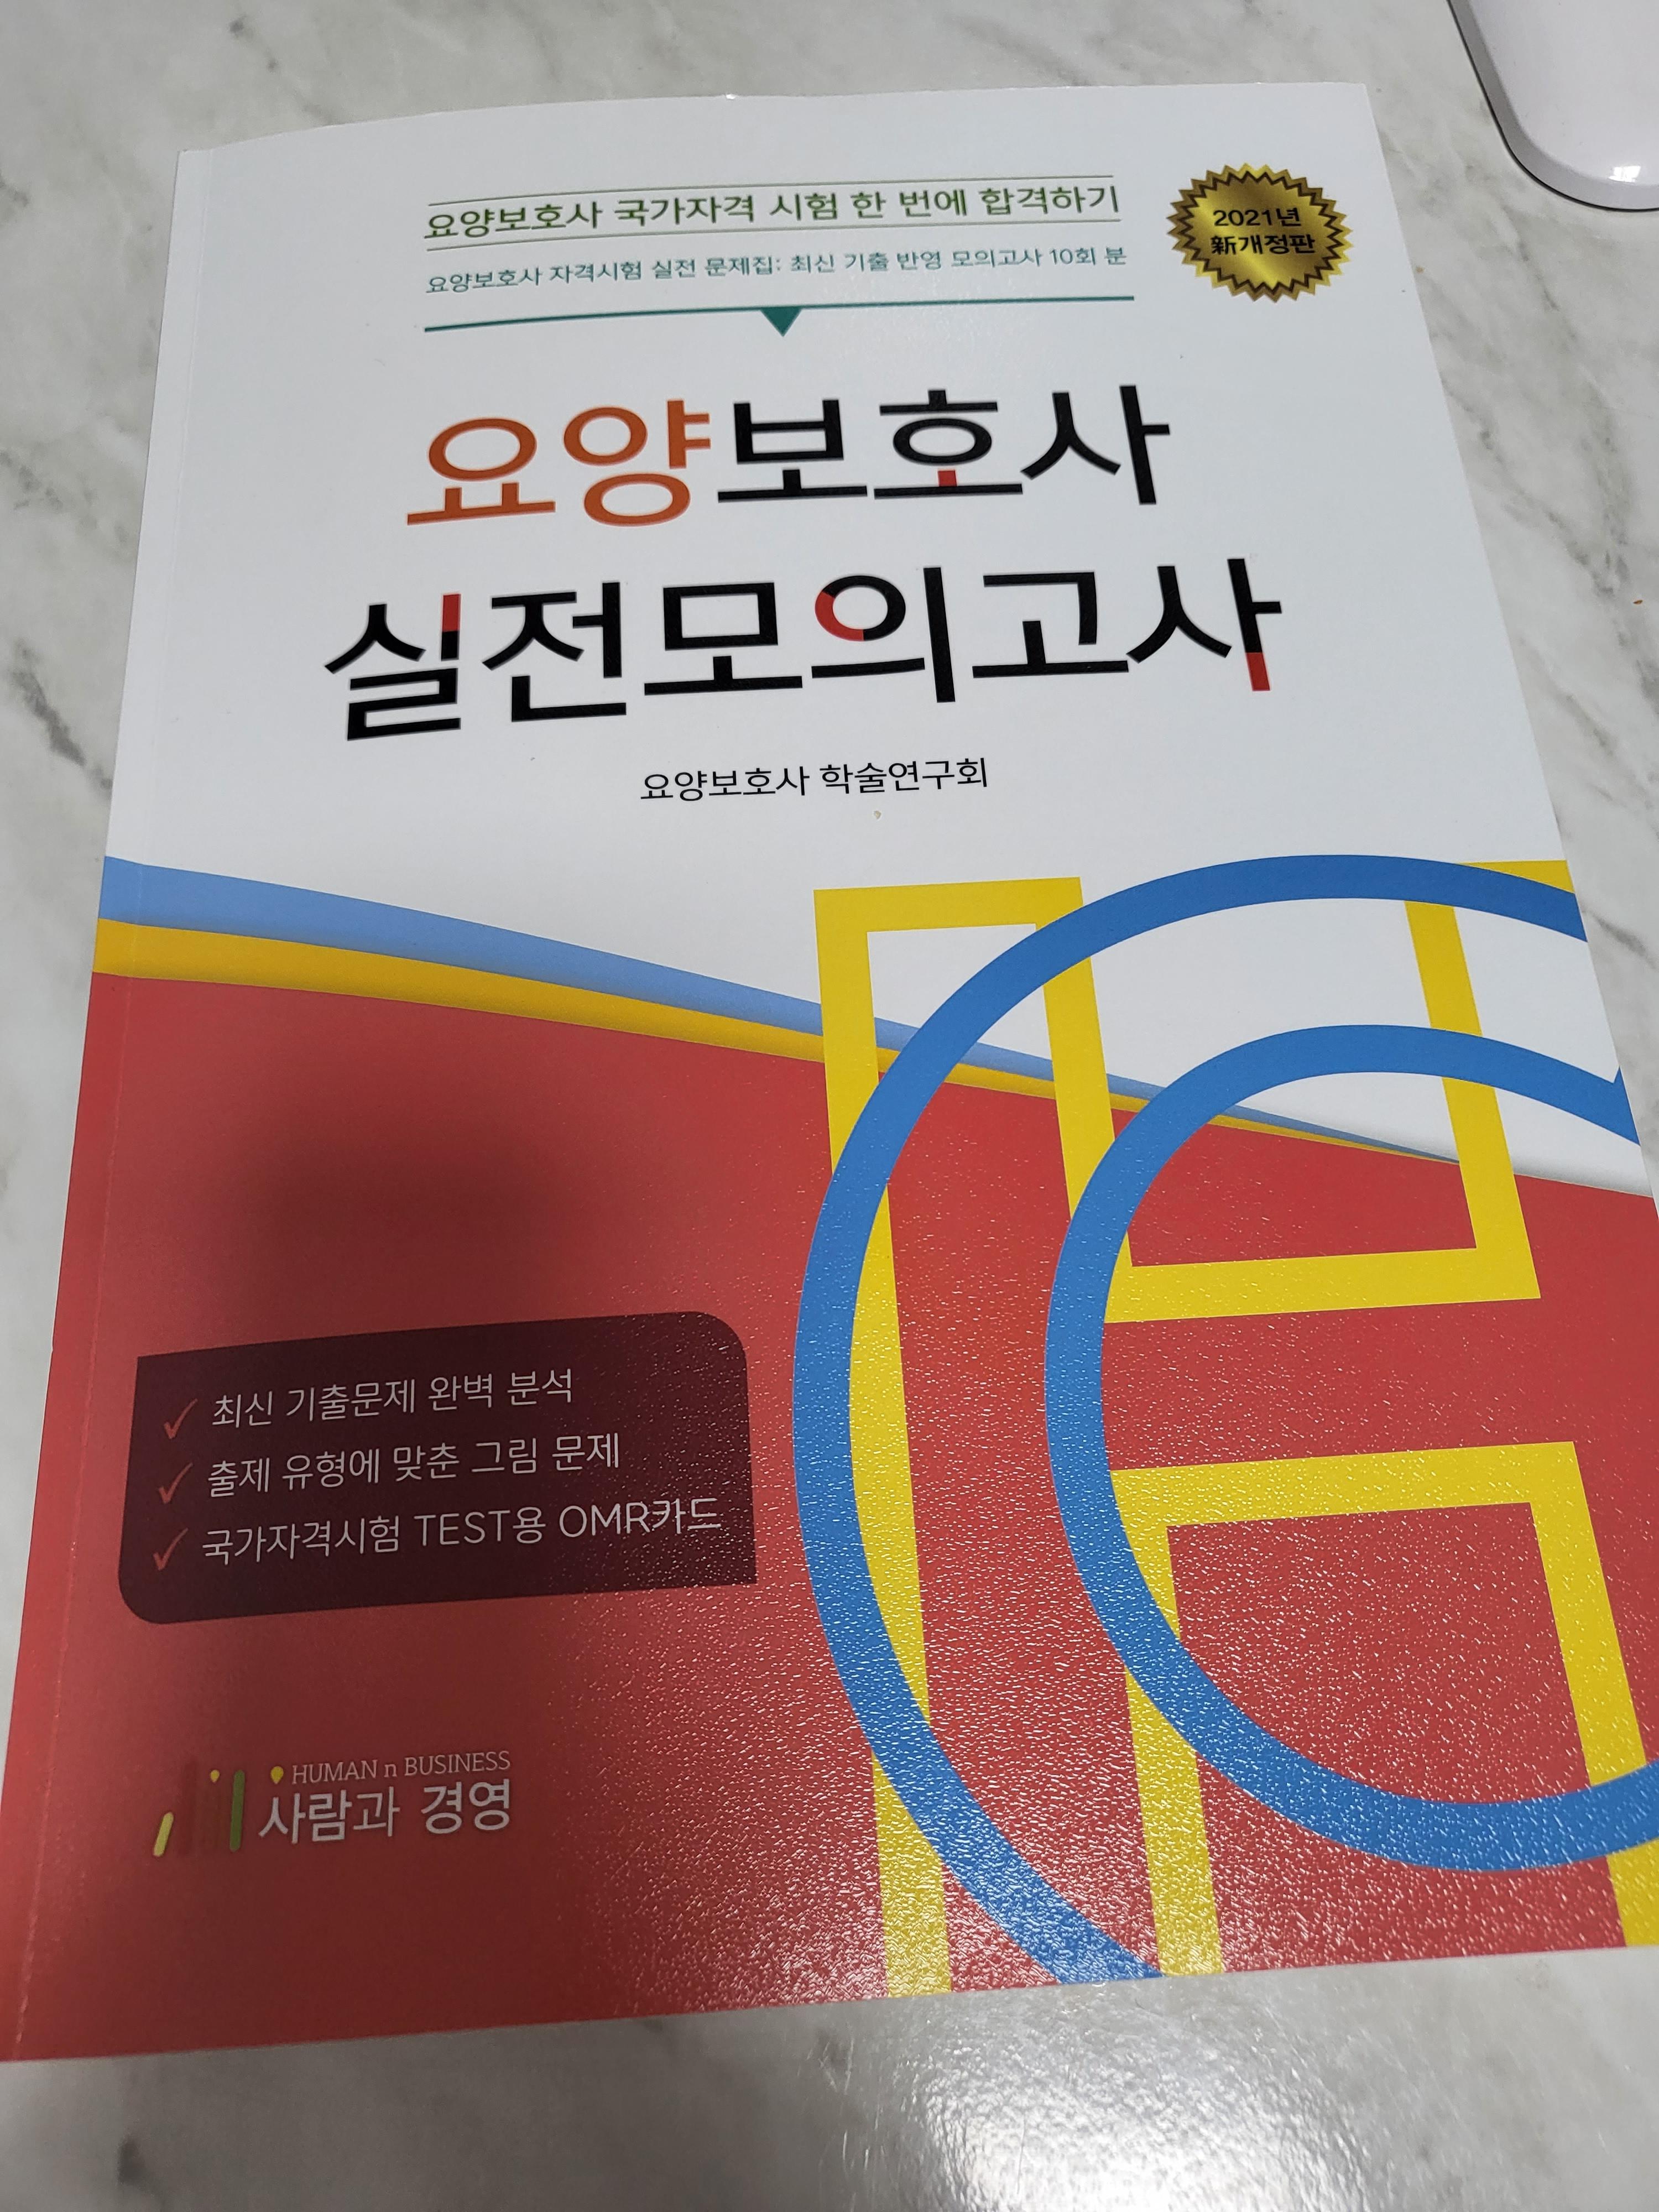 요양보호사 국가자격 시험 한 번에 합격하기
요양보호사 자격시험 실전 문제집: 최신 기출 반영 모의고사 10회 분
2021년
新개정판
요양보호사
실전모의고사
요양보호사 학술연구회
최신 기출문제 완벽 분석
출제 유형에 맞춘 그림 문제
국가자격시험 TEST용 OMR카드
HUMAN n BUSINESS
사람과 경영